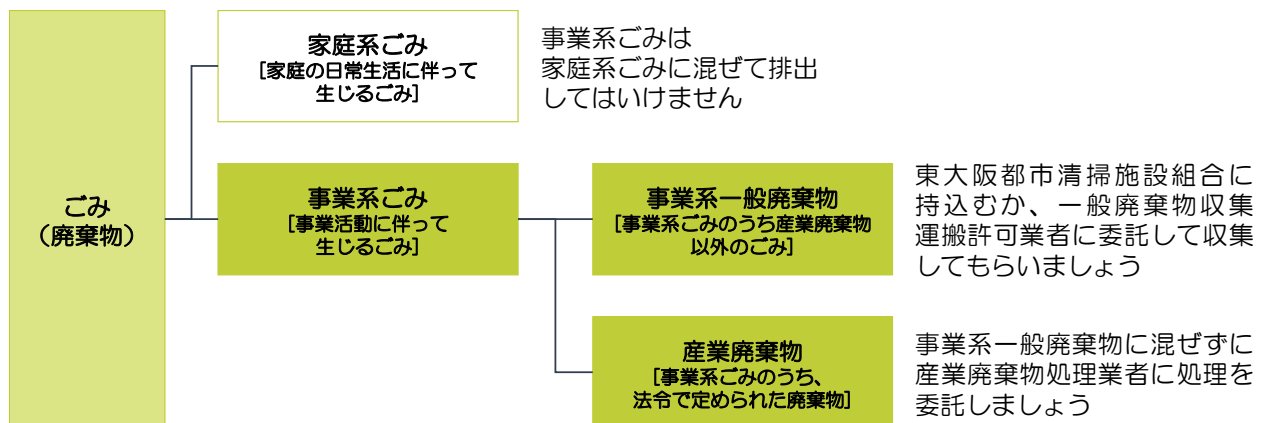 ごみ
（廃棄物）
家庭系ごみ
[家庭の日常生活に伴って
生じるごみ]
事業系ごみは
家庭系ごみに混ぜて排出
してはいけません
事業系ごみ
[事業活動に伴って
生じるごみ]
事業系一般廃棄物
[事業系ごみのうち産業廃棄物
以外のごみ]
東大阪都市清掃施設組合に
持込むか、一般廃棄物収集
運搬許可業者に委託して収集
してもらいましょう
産業廃棄物
[事業系ごみのうち、
法令で定められた廃棄物]
事業系一般廃棄物に混ぜずに
産業廃棄物処理業者に処理を
委託しましょう